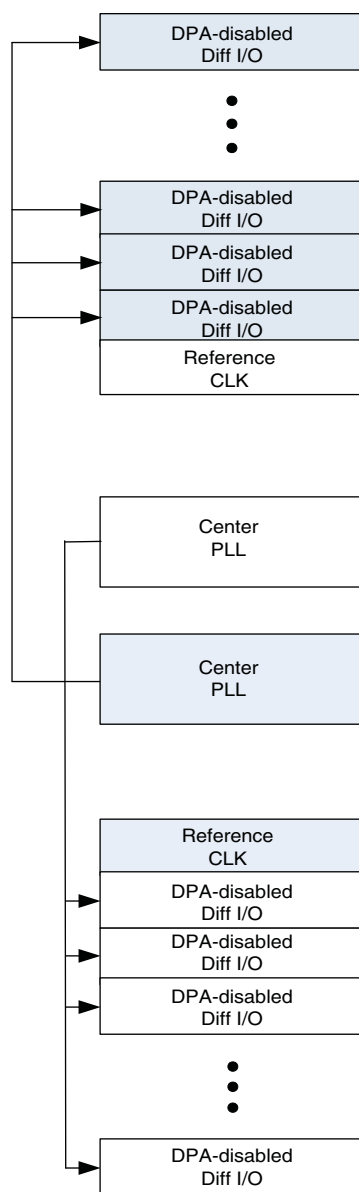 DPA-disabled
Diff I/O
DPA-disabled
Diff I/O
DPA-disabled
Diff I/O
DPA-disabled
Diff I/O
Reference
CLK
Center
PLL
Center
PLL
Reference
CLK
DPA-disabled
Diff I/O
DPA-disabled
Diff I/O
DPA-disabled
Diff I/O
DPA-disabled
Diff I/O